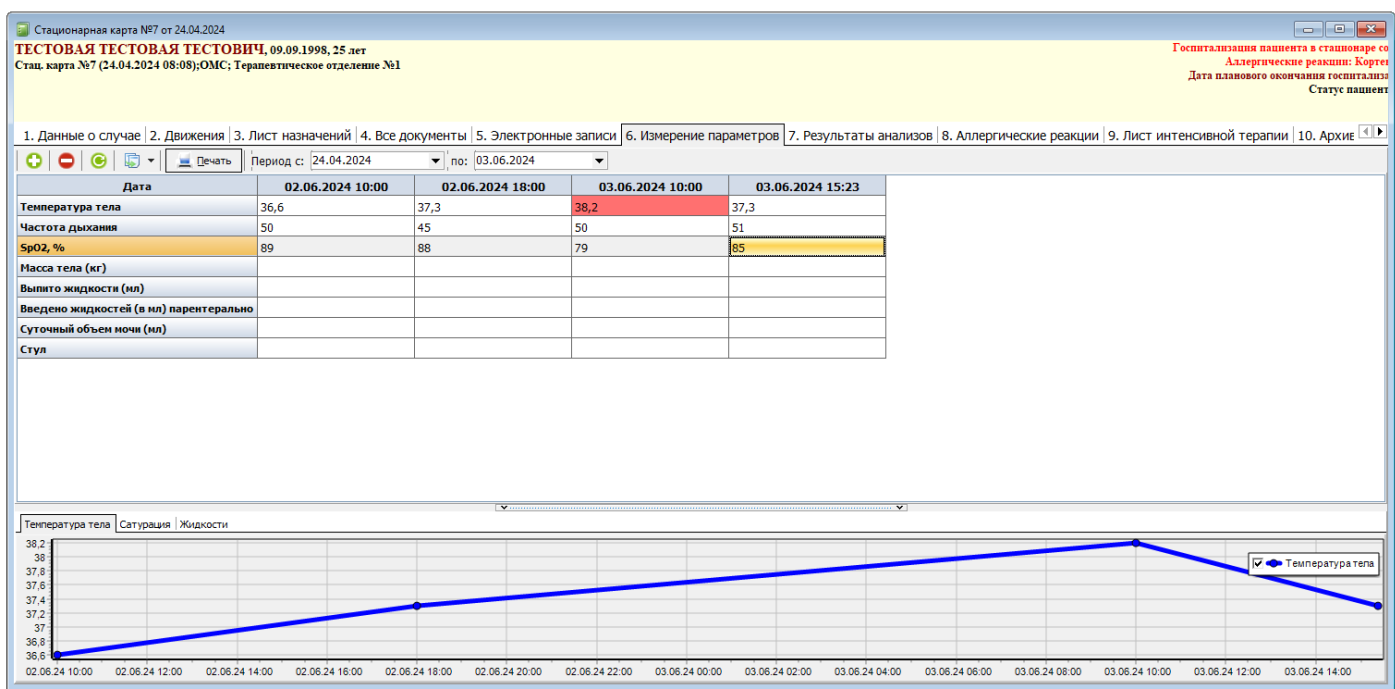 Стационарная карта №7 от 24.04.2024
ТЕСТОВАЯ ТЕСТОВАЯ ТЕСТОВИЧ, 09.09.1998, 25 лет
Стац. карта №7 (24.04.2024 08:08);ОМС; Терапевтическое отделение №1
Госпитализация пациента в стационаре со
Аллергические реакции: Корте
Дата планового окончания госпитализа
Статус пациент
1. Данные о случае 2. Движения 3. Лист назначений 4. Все документы 5. Электронные записи 6. Измерение параметров 7. Результаты анализов 8. Аллергические реакции 9. Лист интенсивной терапии 10. Архив
Печать Период с: 24.04.2024 по: 03.06.2024
Дата 02.06.2024 10:00 02.06.2024 18:00 03.06.2024 10:00 03.06.2024 15:23
Температура тела 36,6 37,3 38,2 37,3
Частота дыхания 50 45 50 51
SpO2, % 89 88 79 85
Масса тела (кг)
Выпито жидкости (мл)
Введено жидкостей (в мл) парентерально
Суточный объем мочи (мл)
Стул
Температура тела Сатурация Жидкости
38,2
38
37,8
37,6
37,4
37,2
37
36,8
36,6
Температура тела
02.06.24 10:00 02.06.24 12:00 02.06.24 14:00 02.06.24 16:00 02.06.24 18:00 02.06.24 20:00 02.06.24 22:00 03.06.24 00:00 03.06.24 02:00 03.06.24 04:00 03.06.24 06:00 03.06.24 08:00 03.06.24 10:00 03.06.24 12:00 03.06.24 14:00